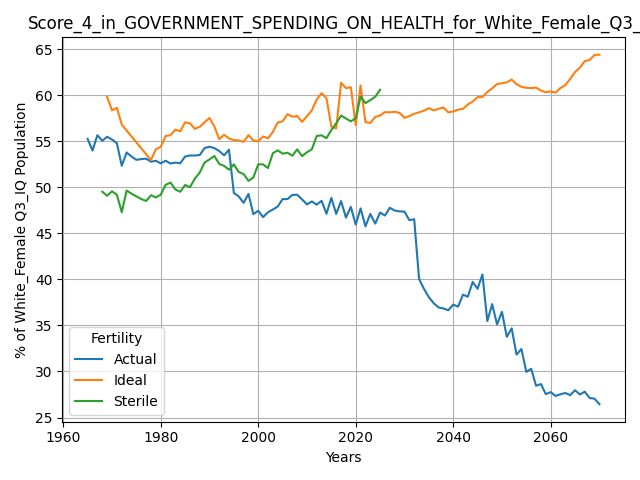 Score_4_in_GOVERNMENT_SPENDING_ON_HEALTH_for_White_Female_Q3_
65
60
55
50
45
40
35
30
25
% of White_Female Q3_IQ Population
Fertility
Actual
Ideal
Sterile
1960 1980 2000 2020 2040 2060
Years